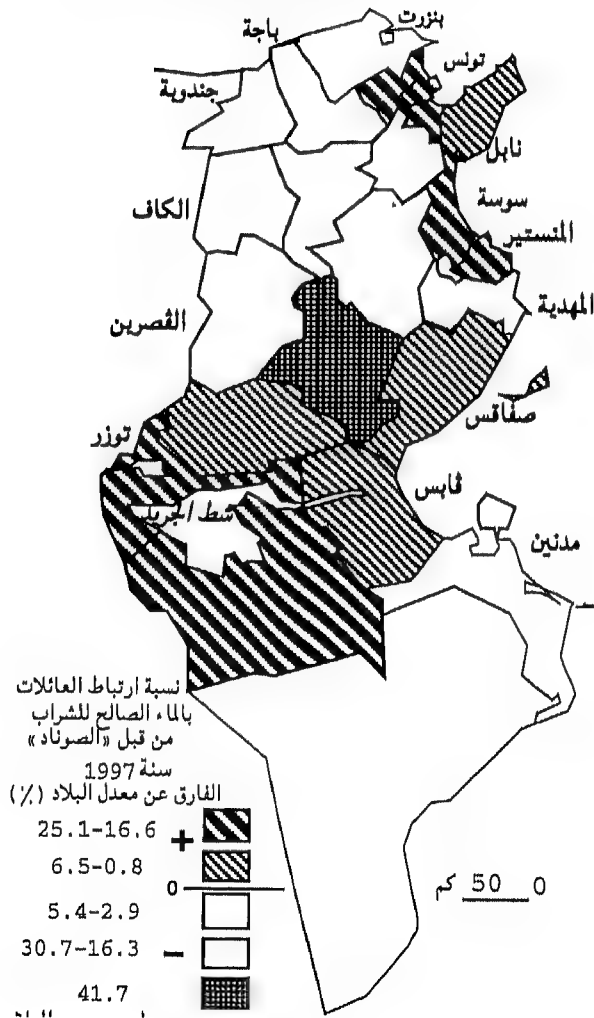 بنزرت
باجة
تونس
جندوبة
نابل
الكاف
سوسة
المنستير
المهدية
القصرين
صفاقس
توزر
ڨابس
شط الجريد
مدنين
نسبة ارتباط العائلات
بالماء الصالح للشراب
من قبل «الصوناد»
سنة 1997
الفارق عن معدل البلاد (٪)
25.1-16.6 +
6.5-0.8
0
5.4-2.9
30.7-16.3 –
41.7
0 50 كم